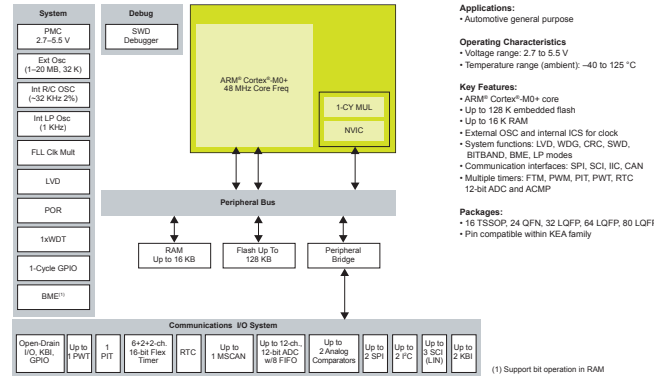 System
PMC
2.7–5.5 V
Ext Osc
(1–20 MB, 32 K)
Int R/C OSC
(~32 KHz 2%)
Int LP Osc
(1 KHz)
FLL Clk Mult
LVD
POR
1xWDT
1-Cycle GPIO
BME(1)
Debug
SWD
Debugger
ARM® Cortex®-M0+
48 MHz Core Freq
1-CY MUL
NVIC
Peripheral Bus
RAM
Up to 16 KB
Flash Up To
128 KB
Peripheral
Bridge
Communications I/O System
Open-Drain
I/O, KBI,
GPIO
Up to
1 PWT
1
PIT
6+2+2-ch.
16-bit Flex
Timer
RTC
Up to
1 MSCAN
Up to 12-ch.,
12-bit ADC
w/8 FIFO
Up to
2 Analog
Comparators
Up to
2 SPI
Up to
2 I²C
Up to
3 SCI
(LIN)
Up to
2 KBI
Applications:
• Automotive general purpose
Operating Characteristics
• Voltage range: 2.7 to 5.5 V
• Temperature range (ambient): –40 to 125 °C
Key Features:
• ARM® Cortex®-M0+ core
• Up to 128 K embedded flash
• Up to 16 K RAM
• External OSC and internal ICS for clock
• System functions: LVD, WDG, CRC, SWD,
BITBAND, BME, LP modes
• Communication interfaces: SPI, SCI, IIC, CAN
• Multiple timers: FTM, PWM, PIT, PWT, RTC
12-bit ADC and ACMP
Packages:
• 16 TSSOP, 24 QFN, 32 LQFP, 64 LQFP, 80 LQFP
• Pin compatible within KEA family
(1) Support bit operation in RAM